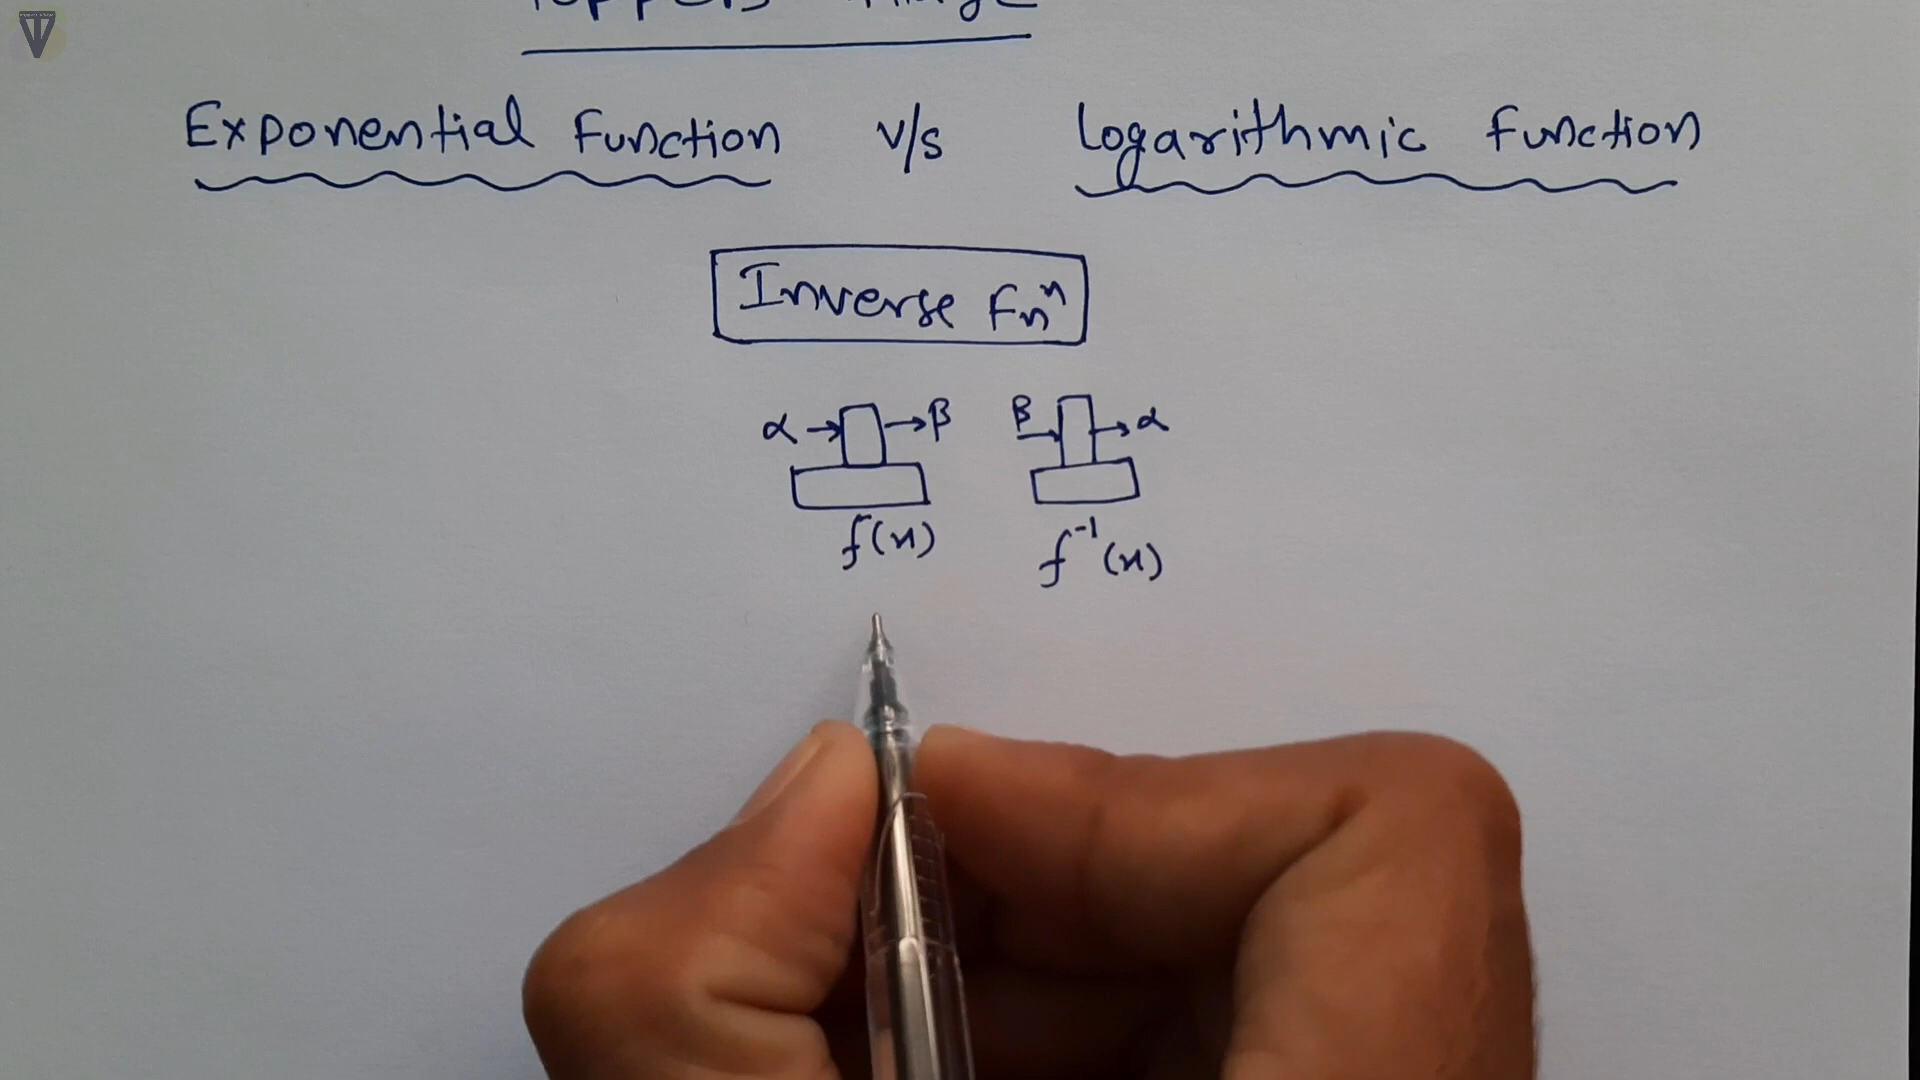 Exponential Function v/s Logarithmic Function
Inverse Fnⁿ
α → β β → α
f(x) f⁻¹(x)